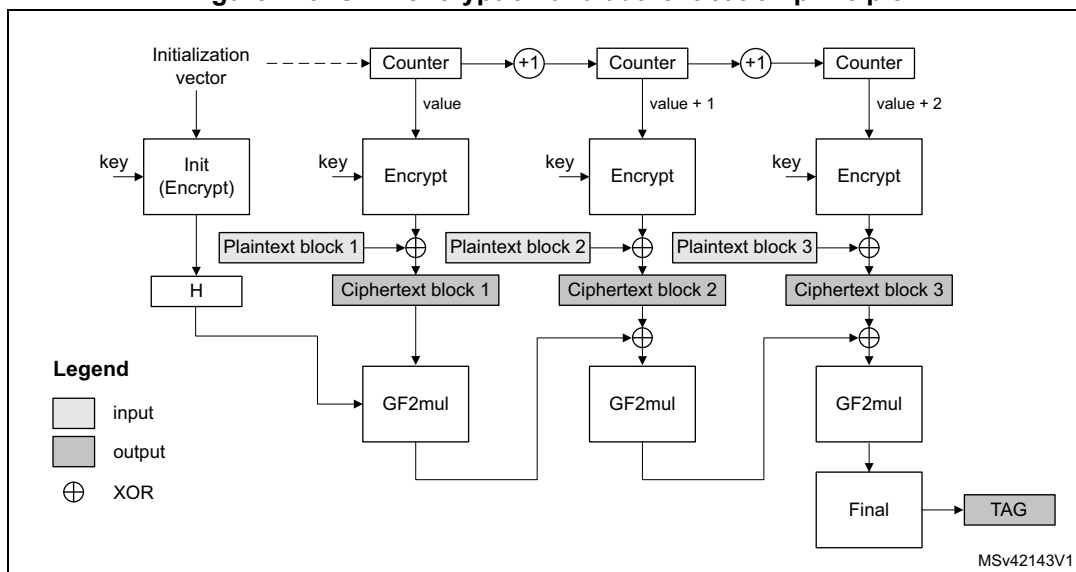 Initialization
vector
Counter
+1
Counter
+1
Counter
value
value + 1
value + 2
key
Init
(Encrypt)
key
Encrypt
key
Encrypt
key
Encrypt
Plaintext block 1
Plaintext block 2
Plaintext block 3
H
Ciphertext block 1
Ciphertext block 2
Ciphertext block 3
Legend
input
output
XOR
GF2mul
GF2mul
GF2mul
Final
TAG
MSv42143V1